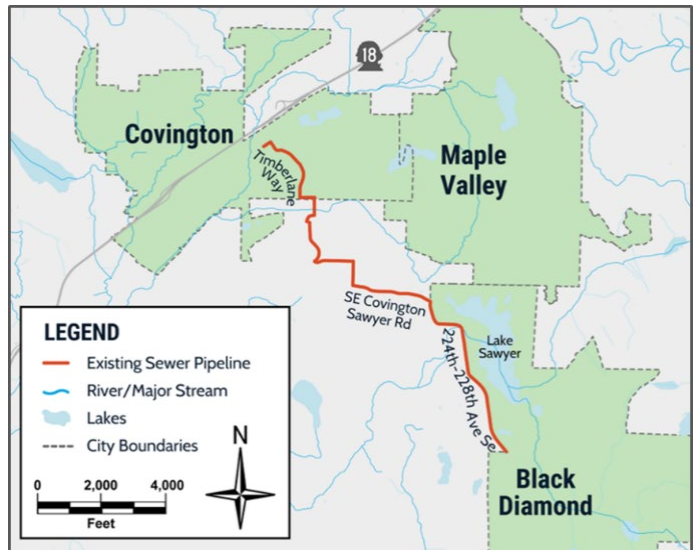 18
Covington
Timberlane
Way
Maple
Valley
SE Covington
Sawyer Rd
Lake
Sawyer
224th-228th Ave Se
Black
Diamond
LEGEND
Existing Sewer Pipeline
River/Major Stream
Lakes
City Boundaries
N
0 2,000 4,000
Feet